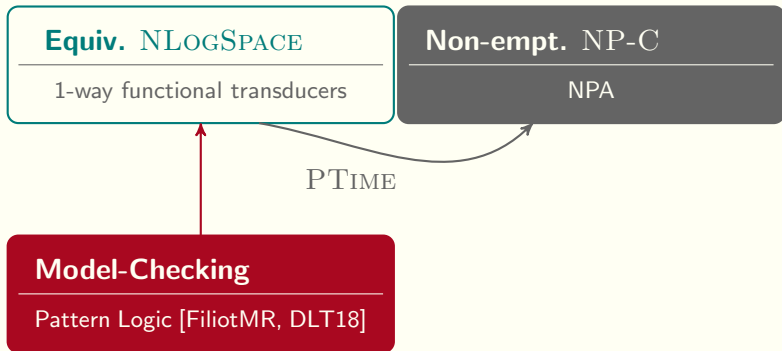 Equiv. NLOGSPACE
1-way functional transducers
Non-empt. NP-C
NPA
PTIME
Model-Checking
Pattern Logic [FiliotMR, DLT18]